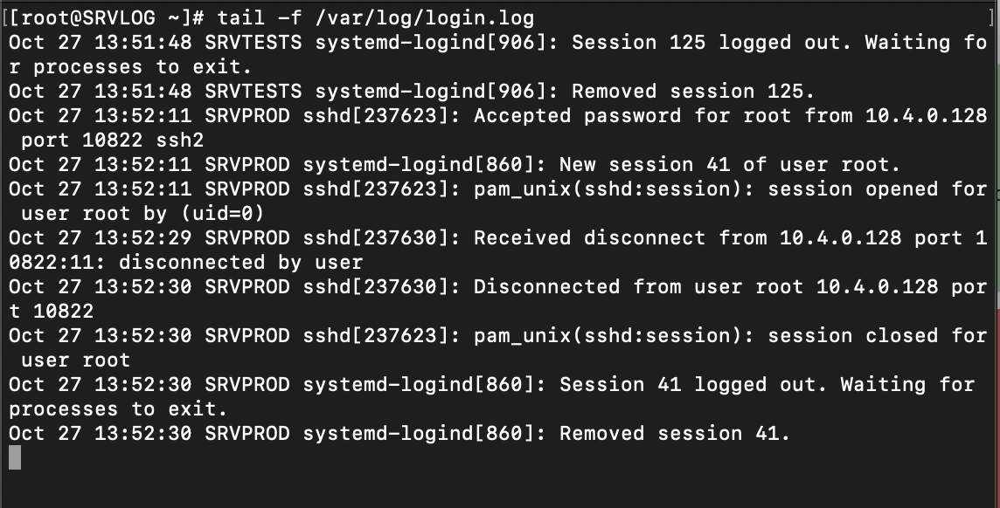 [[root@SRVLOG ~]# tail -f /var/log/login.log ]
Oct 27 13:51:48 SRVTESTS systemd-logind[906]: Session 125 logged out. Waiting fo
r processes to exit.
Oct 27 13:51:48 SRVTESTS systemd-logind[906]: Removed session 125.
Oct 27 13:52:11 SRVPROD sshd[237623]: Accepted password for root from 10.4.0.128
 port 10822 ssh2
Oct 27 13:52:11 SRVPROD systemd-logind[860]: New session 41 of user root.
Oct 27 13:52:11 SRVPROD sshd[237623]: pam_unix(sshd:session): session opened for
 user root by (uid=0)
Oct 27 13:52:29 SRVPROD sshd[237630]: Received disconnect from 10.4.0.128 port 1
0822:11: disconnected by user
Oct 27 13:52:30 SRVPROD sshd[237630]: Disconnected from user root 10.4.0.128 por
t 10822
Oct 27 13:52:30 SRVPROD sshd[237623]: pam_unix(sshd:session): session closed for
 user root
Oct 27 13:52:30 SRVPROD systemd-logind[860]: Session 41 logged out. Waiting for
processes to exit.
Oct 27 13:52:30 SRVPROD systemd-logind[860]: Removed session 41.